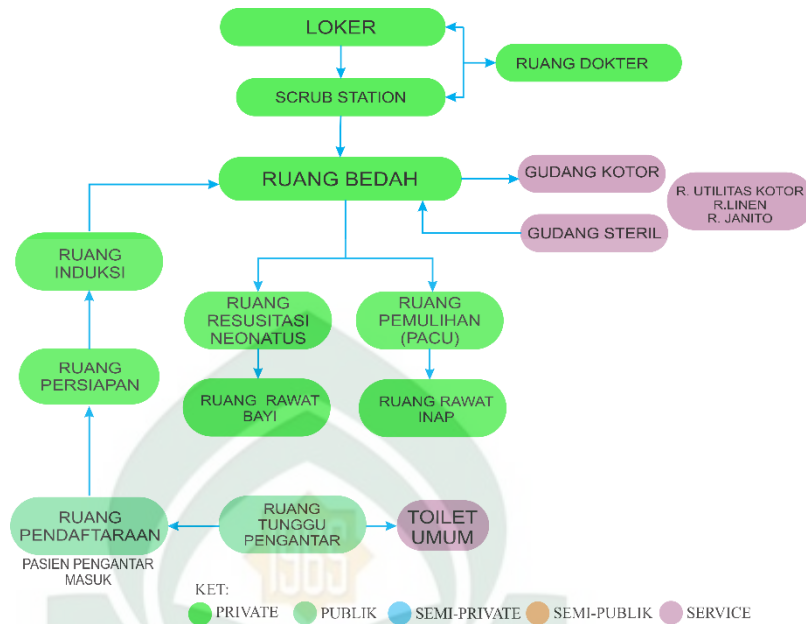 LOKER
RUANG DOKTER
SCRUB STATION
RUANG BEDAH
GUDANG KOTOR
R. UTILITAS KOTOR
R.LINEN
R. JANITO
GUDANG STERIL
RUANG
INDUKSI
RUANG
RESUSITASI
NEONATUS
RUANG
PEMULIHAN
(PACU)
RUANG
PERSIAPAN
RUANG RAWAT
BAYI
RUANG RAWAT
INAP
RUANG
PENDAFTARAAN
PASIEN PENGANTAR
MASUK
RUANG
TUNGGU
PENGANTAR
TOILET
UMUM
1989
KET:
PRIVATE PUBLIK SEMI-PRIVATE SEMI-PUBLIK SERVICE